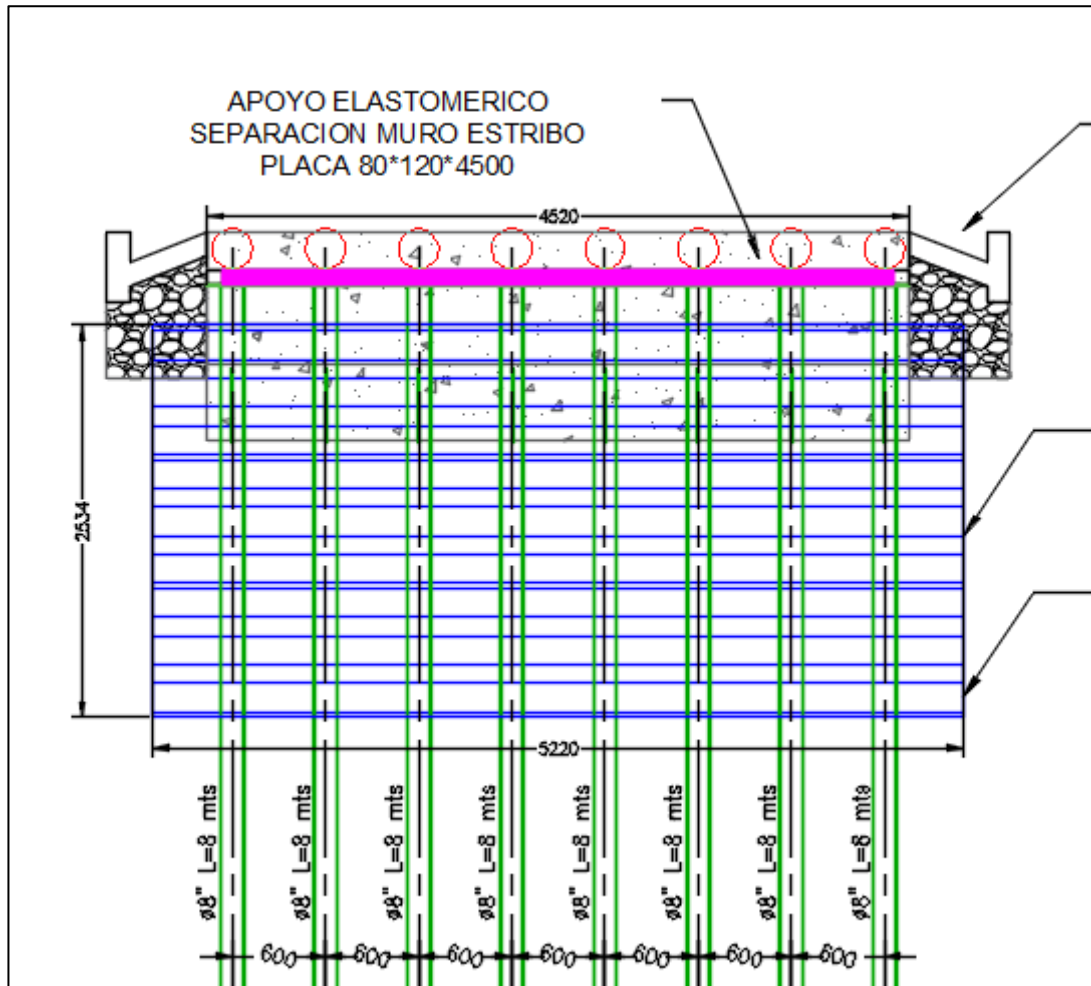 APOYO ELASTOMERICO
SEPARACION MURO ESTRIBO
PLACA 80*120*4500
4520
2534
5220
ø8" L=8 mts
ø8" L=8 mts
ø8" L=8 mts
ø8" L=8 mts
ø8" L=8 mts
ø8" L=8 mts
ø8" L=8 mts
ø8" L=8 mts
600
600
600
600
600
600
600